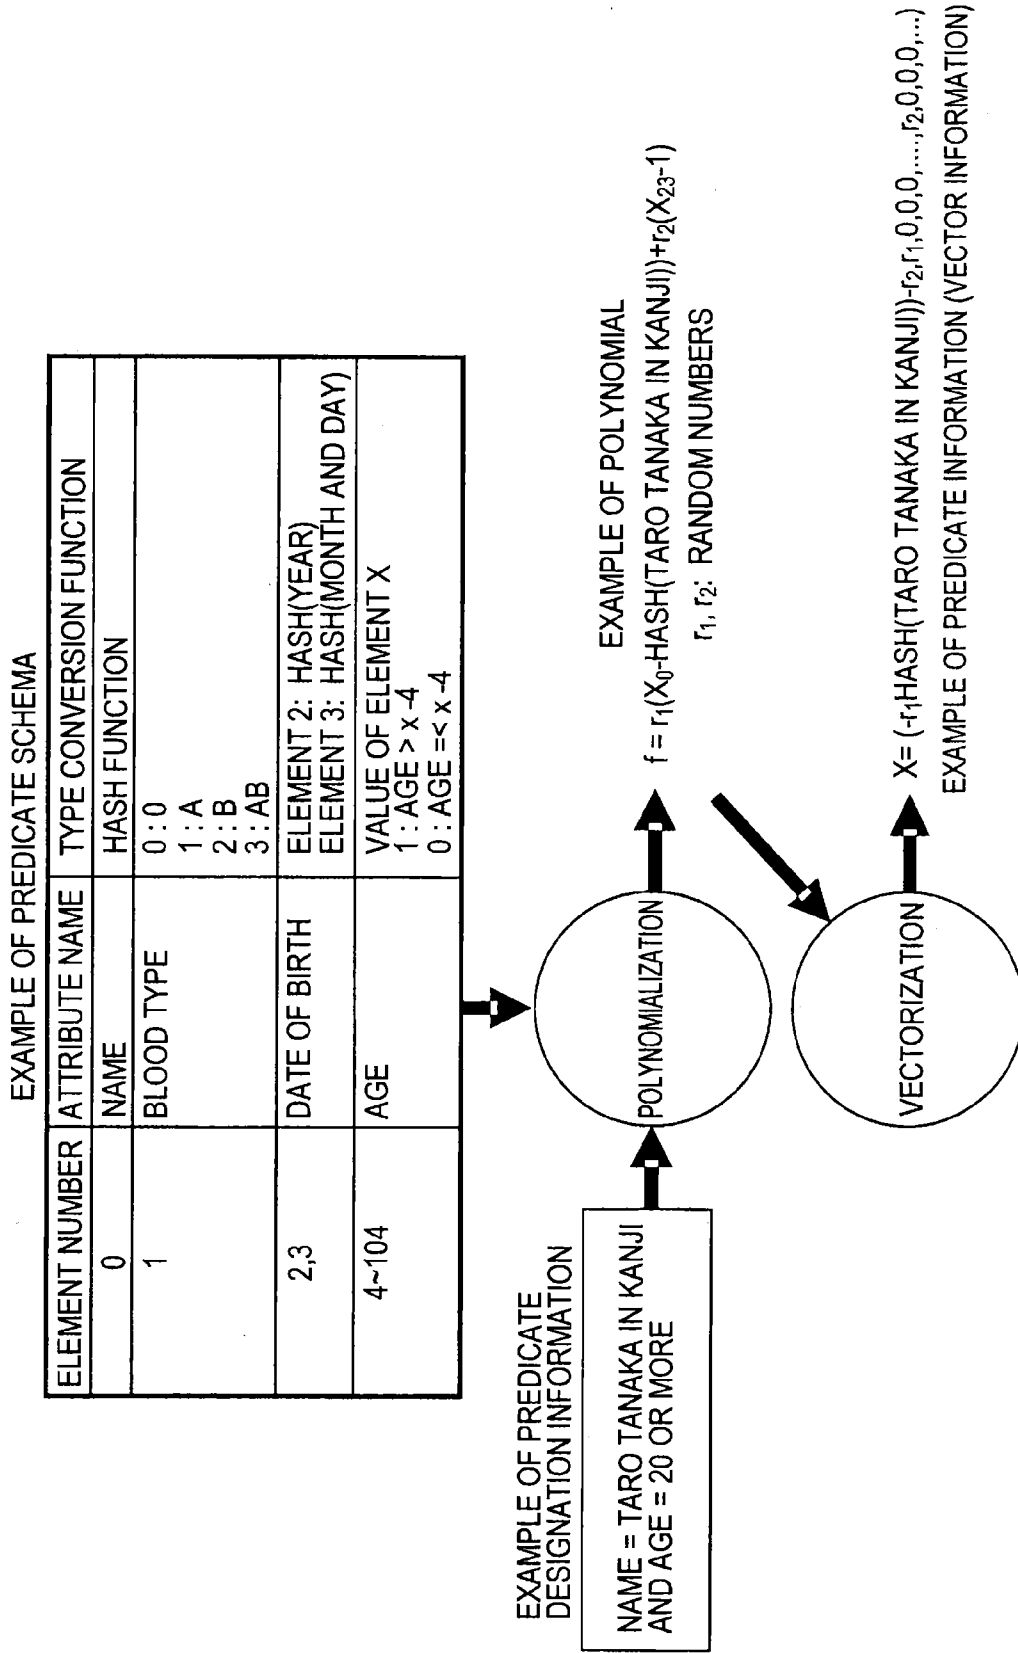 EXAMPLE OF PREDICATE SCHEMA
ELEMENT NUMBER ATTRIBUTE NAME TYPE CONVERSION FUNCTION
0 NAME HASH FUNCTION
1 BLOOD TYPE 0 : 0
1 : A
2 : B
3 : AB
2,3 DATE OF BIRTH ELEMENT 2: HASH(YEAR)
ELEMENT 3: HASH(MONTH AND DAY)
4~104 AGE VALUE OF ELEMENT X
1 : AGE > x -4
0 : AGE =< x -4
EXAMPLE OF PREDICATE
DESIGNATION INFORMATION
NAME = TARO TANAKA IN KANJI
AND AGE = 20 OR MORE
POLYNOMIALIZATION
EXAMPLE OF POLYNOMIAL
f = r₁(X₀-HASH(TARO TANAKA IN KANJI))+r₂(X₂₃-1)
r₁, r₂: RANDOM NUMBERS
VECTORIZATION
X= (-r₁HASH(TARO TANAKA IN KANJI))-r₂,r₁,0,0,0,.....,r₂,0,0,0,...)
EXAMPLE OF PREDICATE INFORMATION (VECTOR INFORMATION)